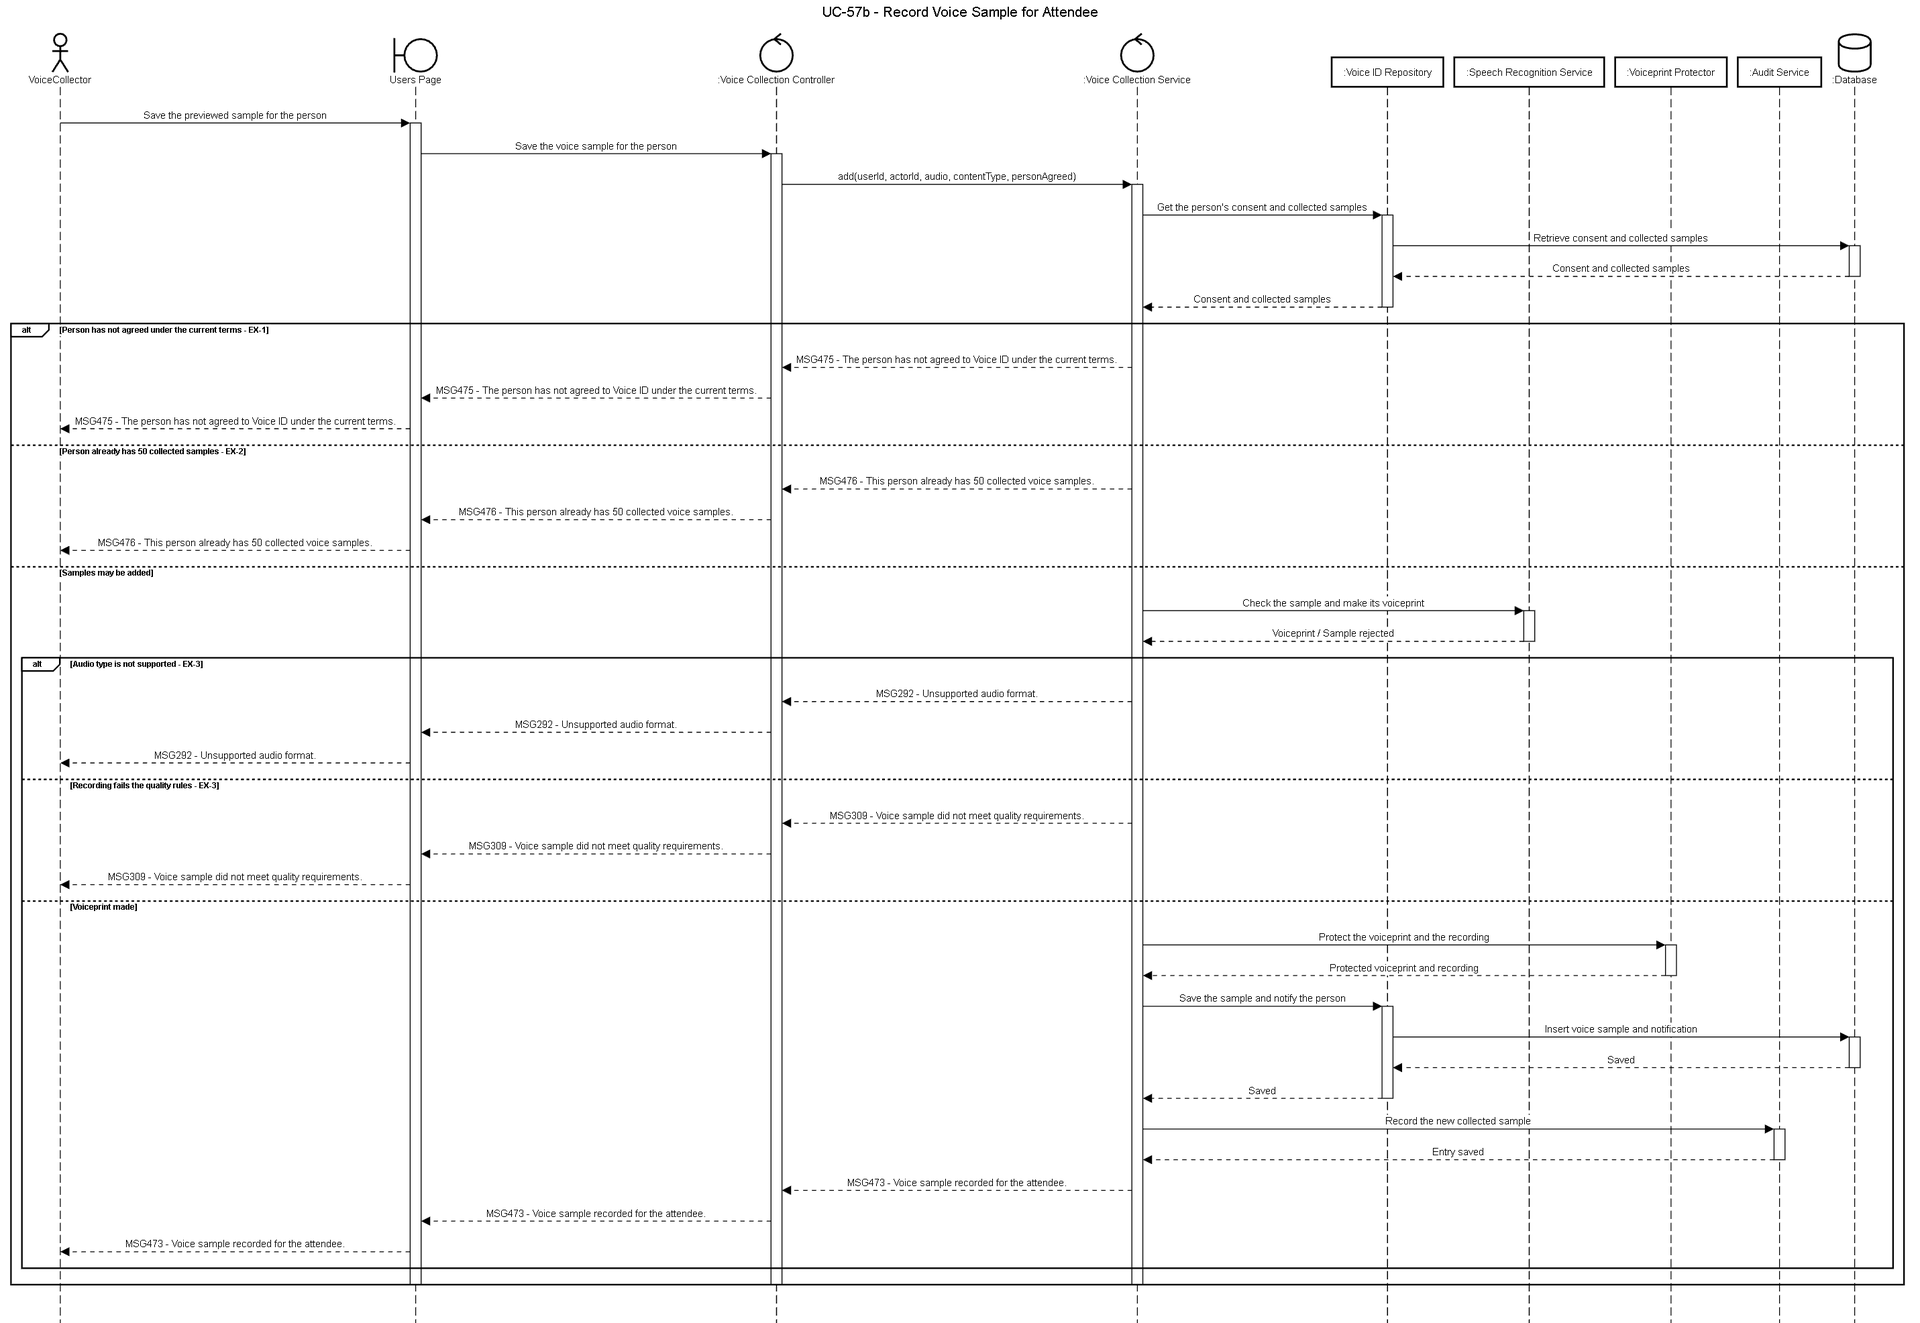 UC-57b - Record Voice Sample for Attendee
VoiceCollector
Users Page
:Voice Collection Controller
:Voice Collection Service
:Voice ID Repository
:Speech Recognition Service
:Voiceprint Protector
:Audit Service
:Database
Save the previewed sample for the person
Save the voice sample for the person
add(userId, actorId, audio, contentType, personAgreed)
Get the person's consent and collected samples
Retrieve consent and collected samples
Consent and collected samples
Consent and collected samples
alt
[Person has not agreed under the current terms - EX-1]
MSG475 - The person has not agreed to Voice ID under the current terms.
MSG475 - The person has not agreed to Voice ID under the current terms.
MSG475 - The person has not agreed to Voice ID under the current terms.
[Person already has 50 collected samples - EX-2]
MSG476 - This person already has 50 collected voice samples.
MSG476 - This person already has 50 collected voice samples.
MSG476 - This person already has 50 collected voice samples.
[Samples may be added]
Check the sample and make its voiceprint
Voiceprint / Sample rejected
alt
[Audio type is not supported - EX-3]
MSG292 - Unsupported audio format.
MSG292 - Unsupported audio format.
MSG292 - Unsupported audio format.
[Recording fails the quality rules - EX-3]
MSG309 - Voice sample did not meet quality requirements.
MSG309 - Voice sample did not meet quality requirements.
MSG309 - Voice sample did not meet quality requirements.
[Voiceprint made]
Protect the voiceprint and the recording
Protected voiceprint and recording
Save the sample and notify the person
Insert voice sample and notification
Saved
Saved
Record the new collected sample
Entry saved
MSG473 - Voice sample recorded for the attendee.
MSG473 - Voice sample recorded for the attendee.
MSG473 - Voice sample recorded for the attendee.